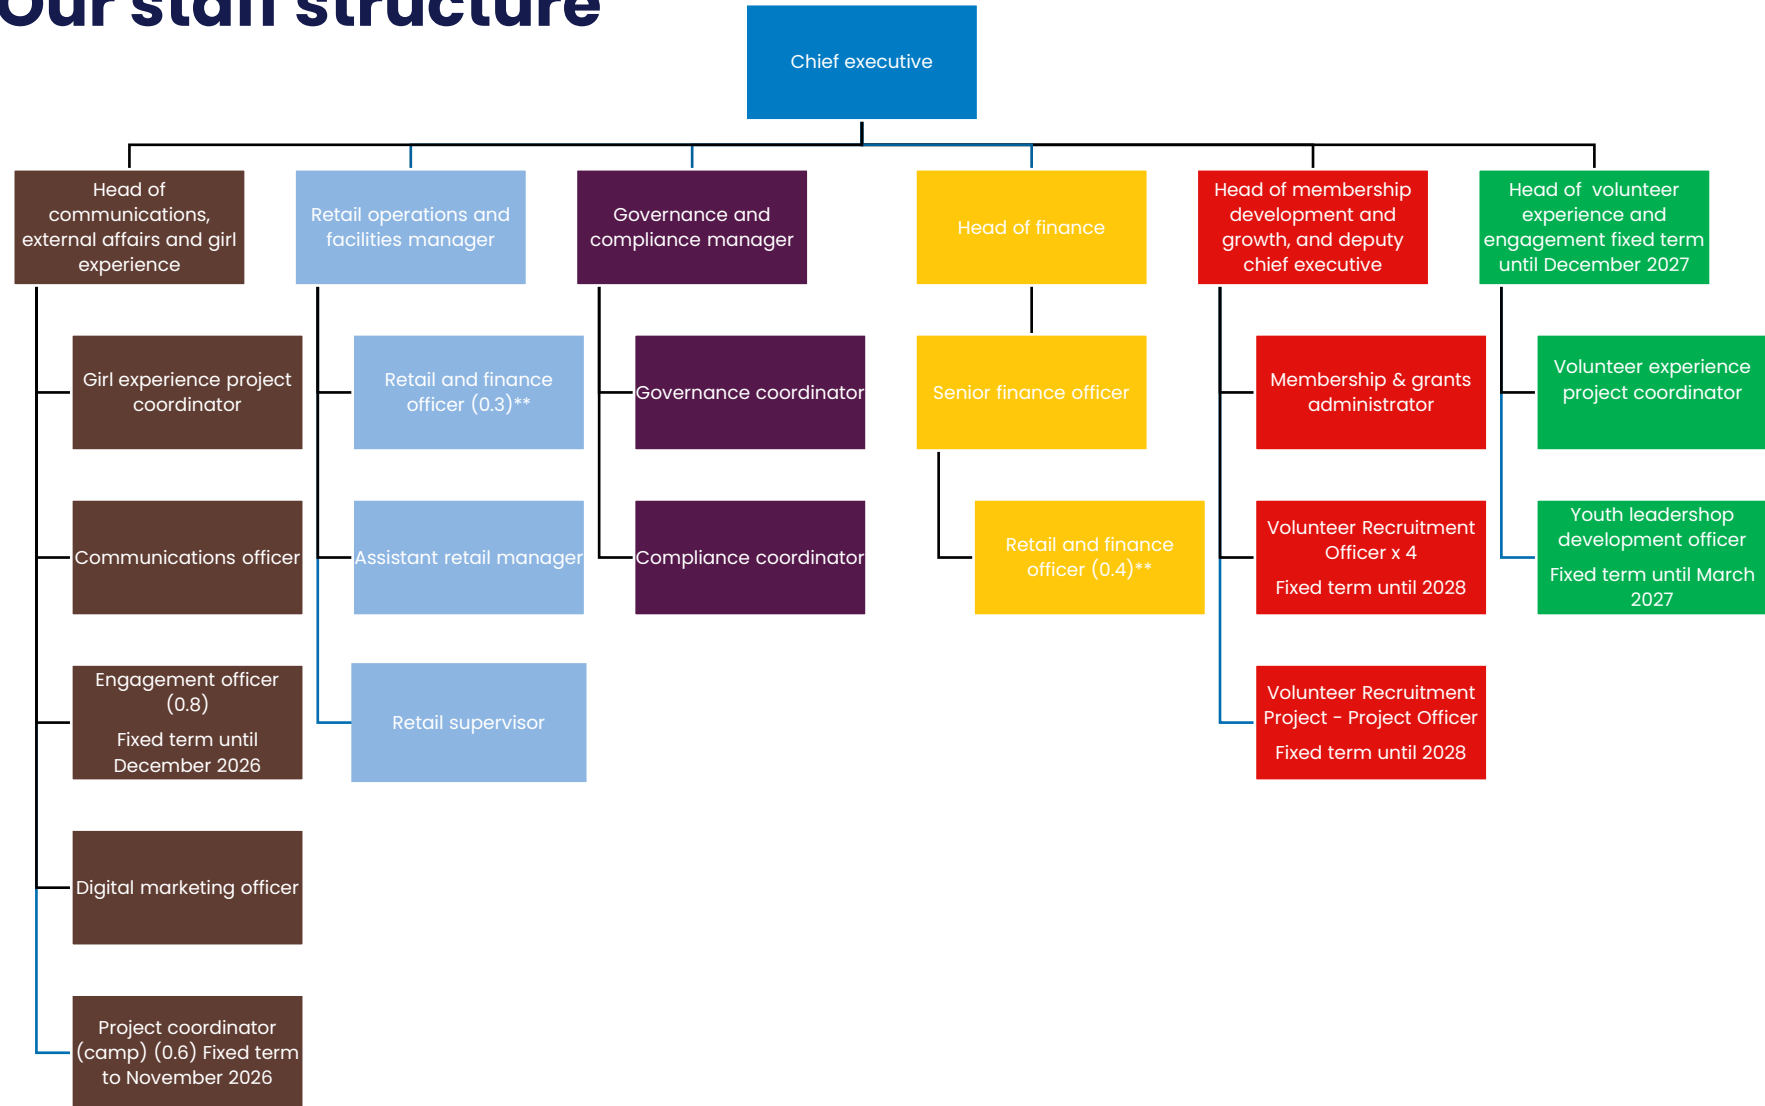 Our staff structure
Chief executive
Head of
communications,
external affairs and girl
experience
Retail operations and
facilities manager
Governance and
compliance manager
Head of finance
Head of membership
development and
growth, and deputy
chief executive
Head of volunteer
experience and
engagement fixed term
until December 2027
Girl experience project
coordinator
Retail and finance
officer (0.3)**
Governance coordinator
Senior finance officer
Membership & grants
administrator
Volunteer experience
project coordinator
Communications officer
Assistant retail manager
Compliance coordinator
Retail and finance
officer (0.4)**
Volunteer Recruitment
Officer x 4
Fixed term until 2028
Youth leadershop
development officer
Fixed term until March
2027
Engagement officer
(0.8)
Fixed term until
December 2026
Retail supervisor
Volunteer Recruitment
Project - Project Officer
Fixed term until 2028
Digital marketing officer
Project coordinator
(camp) (0.6) Fixed term
to November 2026